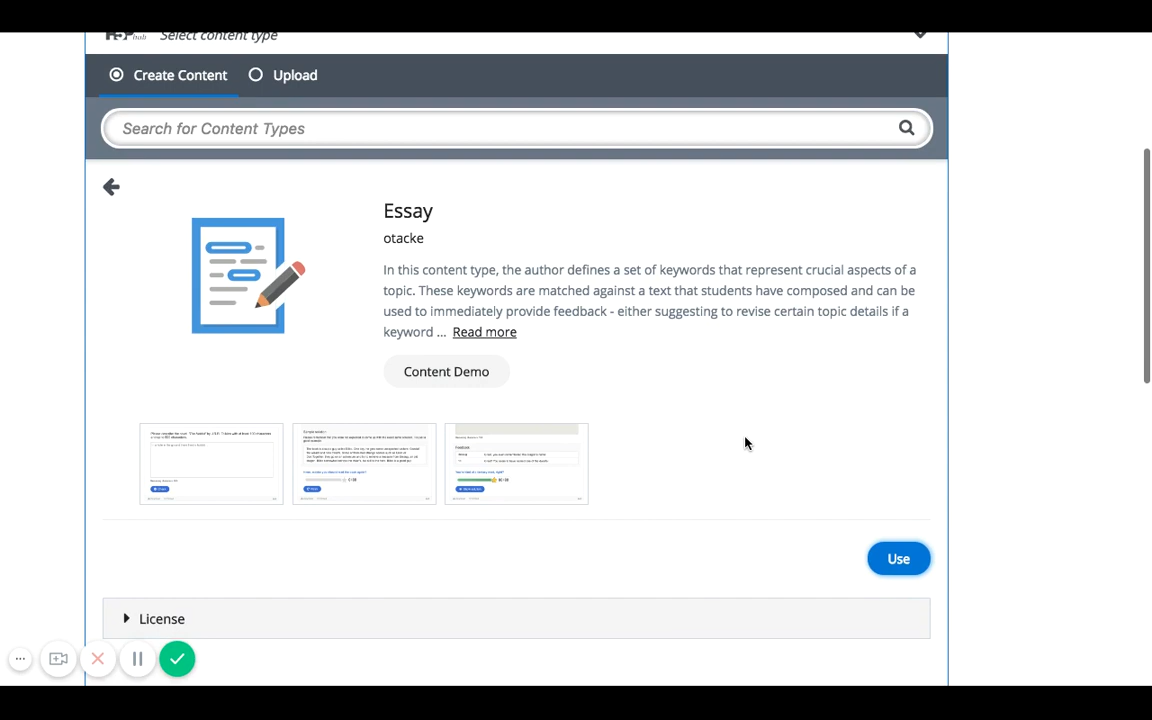 H5P hub Select content type
Create Content Upload
Search for Content Types
Essay
otacke
In this content type, the author defines a set of keywords that represent crucial aspects of a
topic. These keywords are matched against a text that students have composed and can be
used to immediately provide feedback - either suggesting to revise certain topic details if a
keyword ... Read more
Content Demo
Use
License